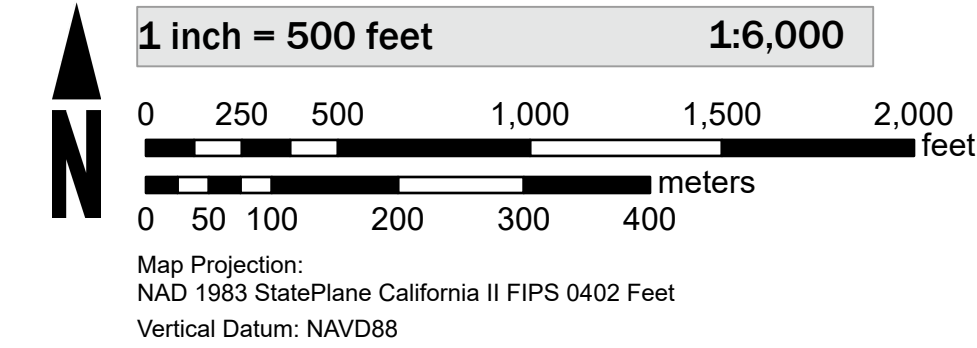 1 inch = 500 feet 1:6,000
0 250 500 1,000 1,500 2,000
feet
meters
0 50 100 200 300 400
N
Map Projection:
NAD 1983 StatePlane California II FIPS 0402 Feet
Vertical Datum: NAVD88